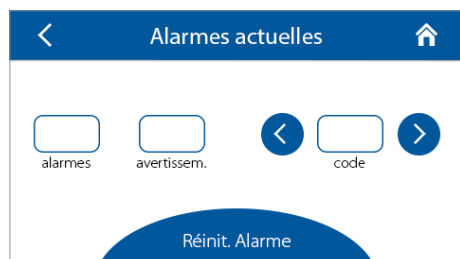 Alarmes actuelles
alarmes
avertissem.
code
Réinit. Alarme